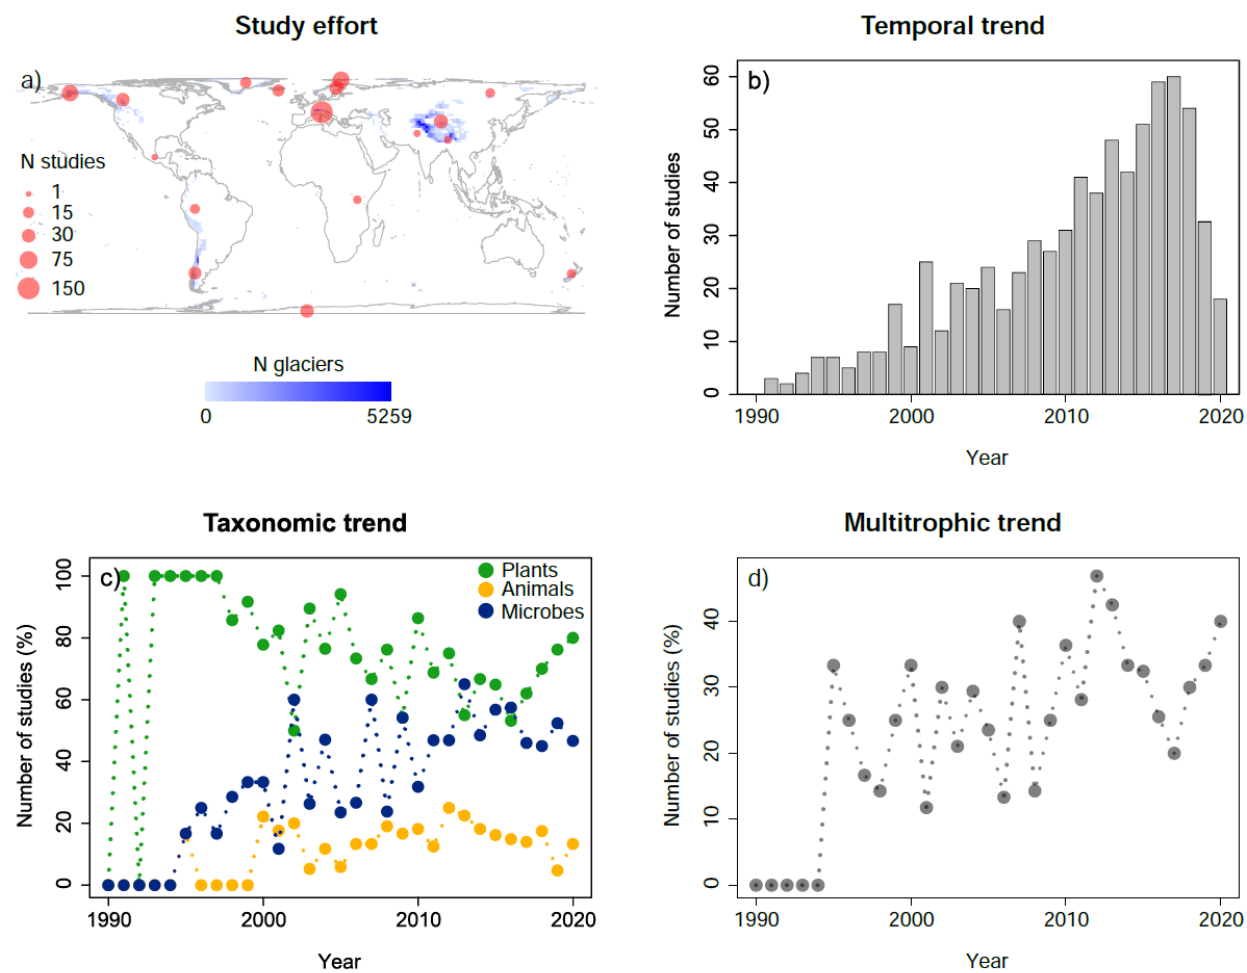 Study effort
Temporal trend
a)
N studies
1
15
30
75
150
N glaciers
0 5259
b)
Number of studies
0 10 20 30 40 50 60
1990 2000 2010 2020
Year
Taxonomic trend
Multitrophic trend
c)
Plants
Animals
Microbes
Number of studies (%)
0 20 40 60 80 100
1990 2000 2010 2020
Year
d)
Number of studies (%)
0 10 20 30 40
1990 2000 2010 2020
Year